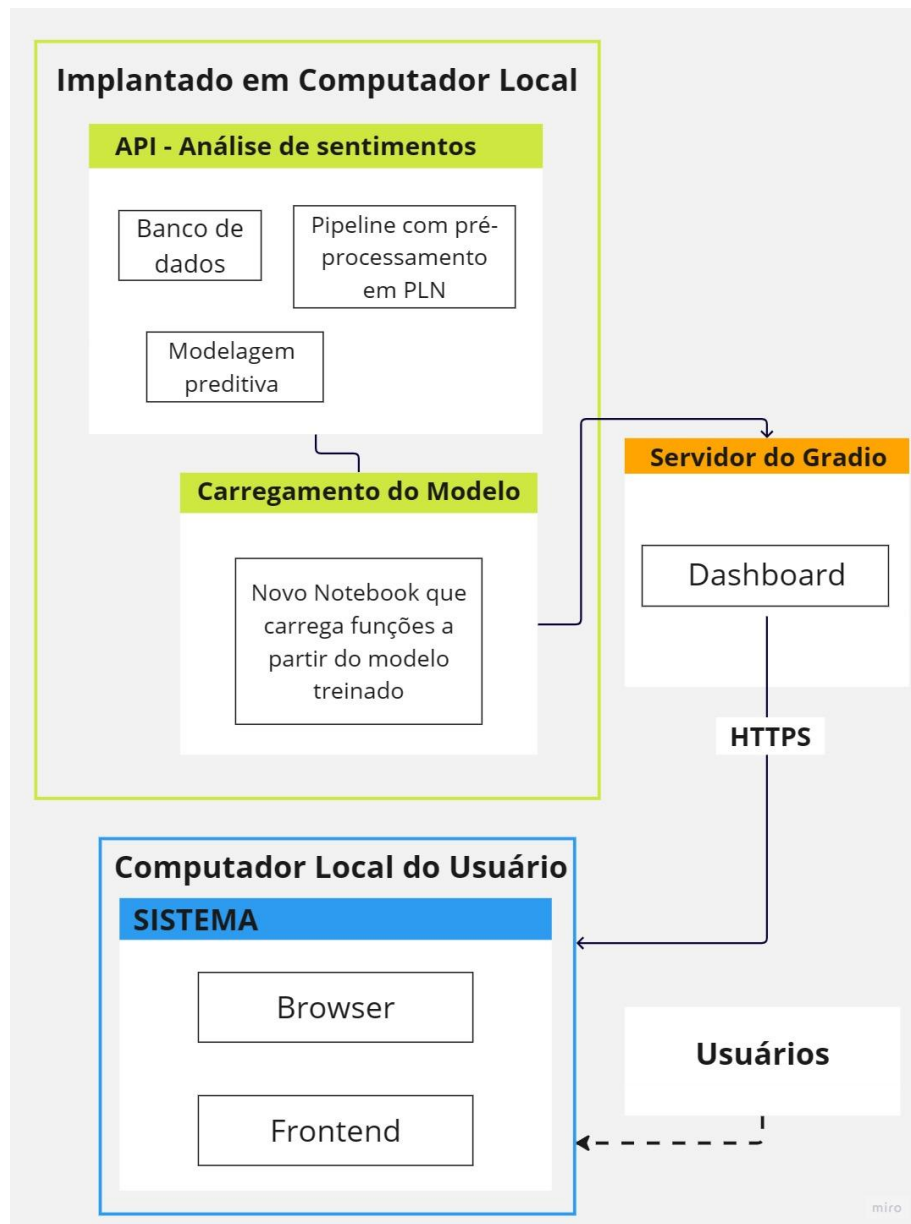 Implantado em Computador Local
API - Análise de sentimentos
Banco de
dados
Pipeline com pré-
processamento
em PLN
Modelagem
preditiva
Carregamento do Modelo
Novo Notebook que
carrega funções a
partir do modelo
treinado
Servidor do Gradio
Dashboard
HTTPS
Computador Local do Usuário
SISTEMA
Browser
Frontend
Usuários
miro